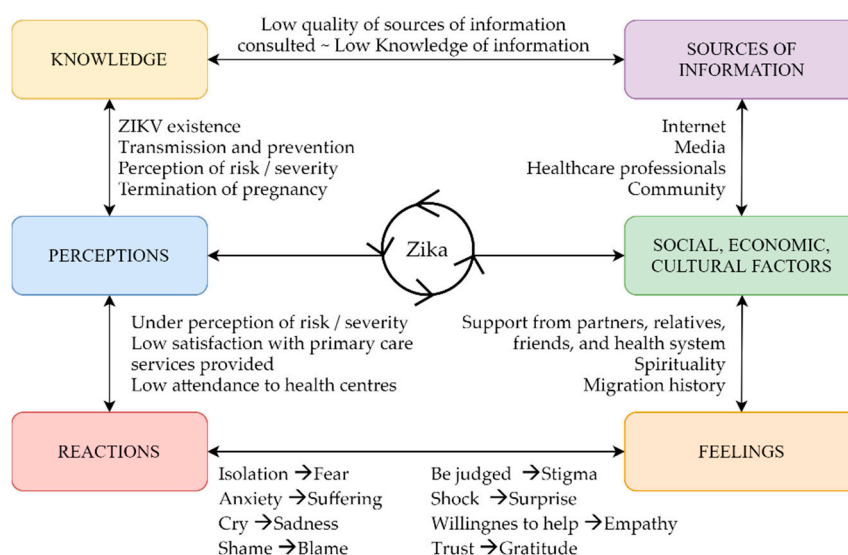 KNOWLEDGE
Low quality of sources of information
consulted ~ Low Knowledge of information
SOURCES OF
INFORMATION
ZIKV existence
Transmission and prevention
Perception of risk / severity
Termination of pregnancy
Internet
Media
Healthcare professionals
Community
PERCEPTIONS
Zika
SOCIAL, ECONOMIC,
CULTURAL FACTORS
Under perception of risk / severity
Low satisfaction with primary care
services provided
Low attendance to health centres
Support from partners, relatives,
friends, and health system
Spirituality
Migration history
REACTIONS
FEELINGS
Isolation →Fear
Anxiety →Suffering
Cry →Sadness
Shame →Blame
Be judged →Stigma
Shock →Surprise
Willingnes to help →Empathy
Trust →Gratitude